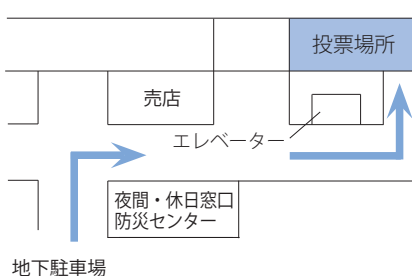 投票場所
売店
エレベーター
夜間・休日窓口
防災センター
地下駐車場